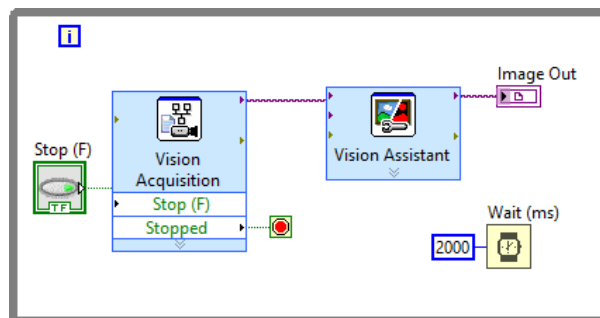 i
Image Out
Stop (F)
TF
Vision
Acquisition
Stop (F)
Stopped
Vision Assistant
Wait (ms)
2000